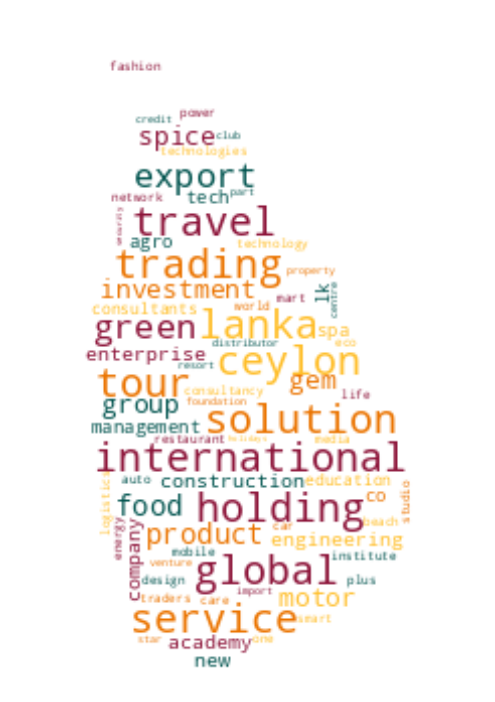 fashion
power
credit
spice club
technologies
export
tech part
network
travel
security
agro technology
trading property
investment lk
mart centre
consultants world
green lanka spa
distributor eco
enterprise ceylon
resort
tour gem
consultancy life
group foundation
solution
management
restaurant holidays media
international
auto construction education
logistics
food holding co
studio
beach
energy company product car
engineering
mobile institute
venture global
design plus
import
traders care motor
service smart
star academy one
new